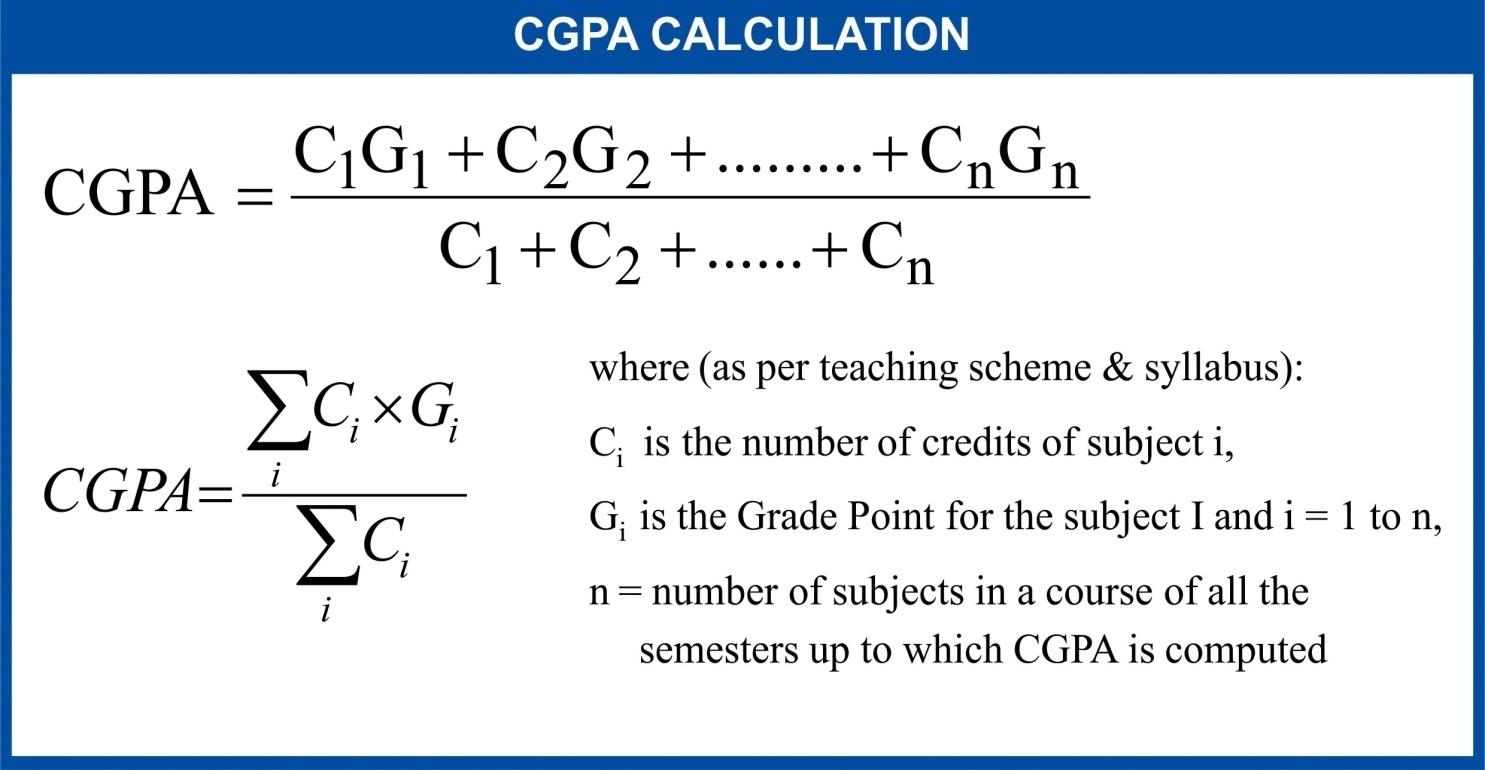 CGPA CALCULATION
CGPA = C₁G₁ + C₂G₂ + ......... + CₙGₙ
C₁ + C₂ + ...... + Cₙ
CGPA= ∑ᵢ Cᵢ × Gᵢ
∑ᵢ Cᵢ
where (as per teaching scheme & syllabus):
Cᵢ is the number of credits of subject i,
Gᵢ is the Grade Point for the subject I and i = 1 to n,
n = number of subjects in a course of all the
semesters up to which CGPA is computed